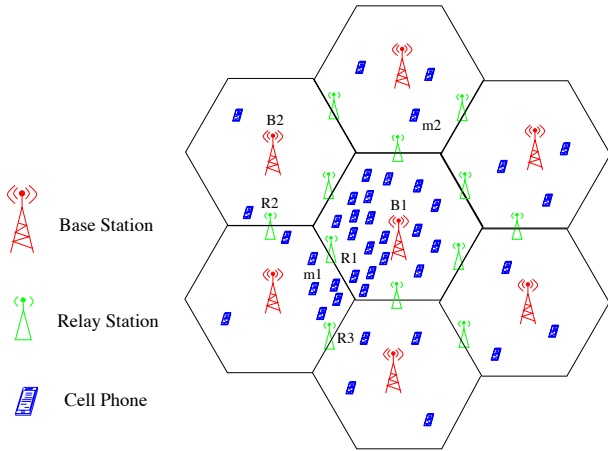 m2
B2
B1
R2
Base Station
R1
m1
Relay Station
R3
Cell Phone